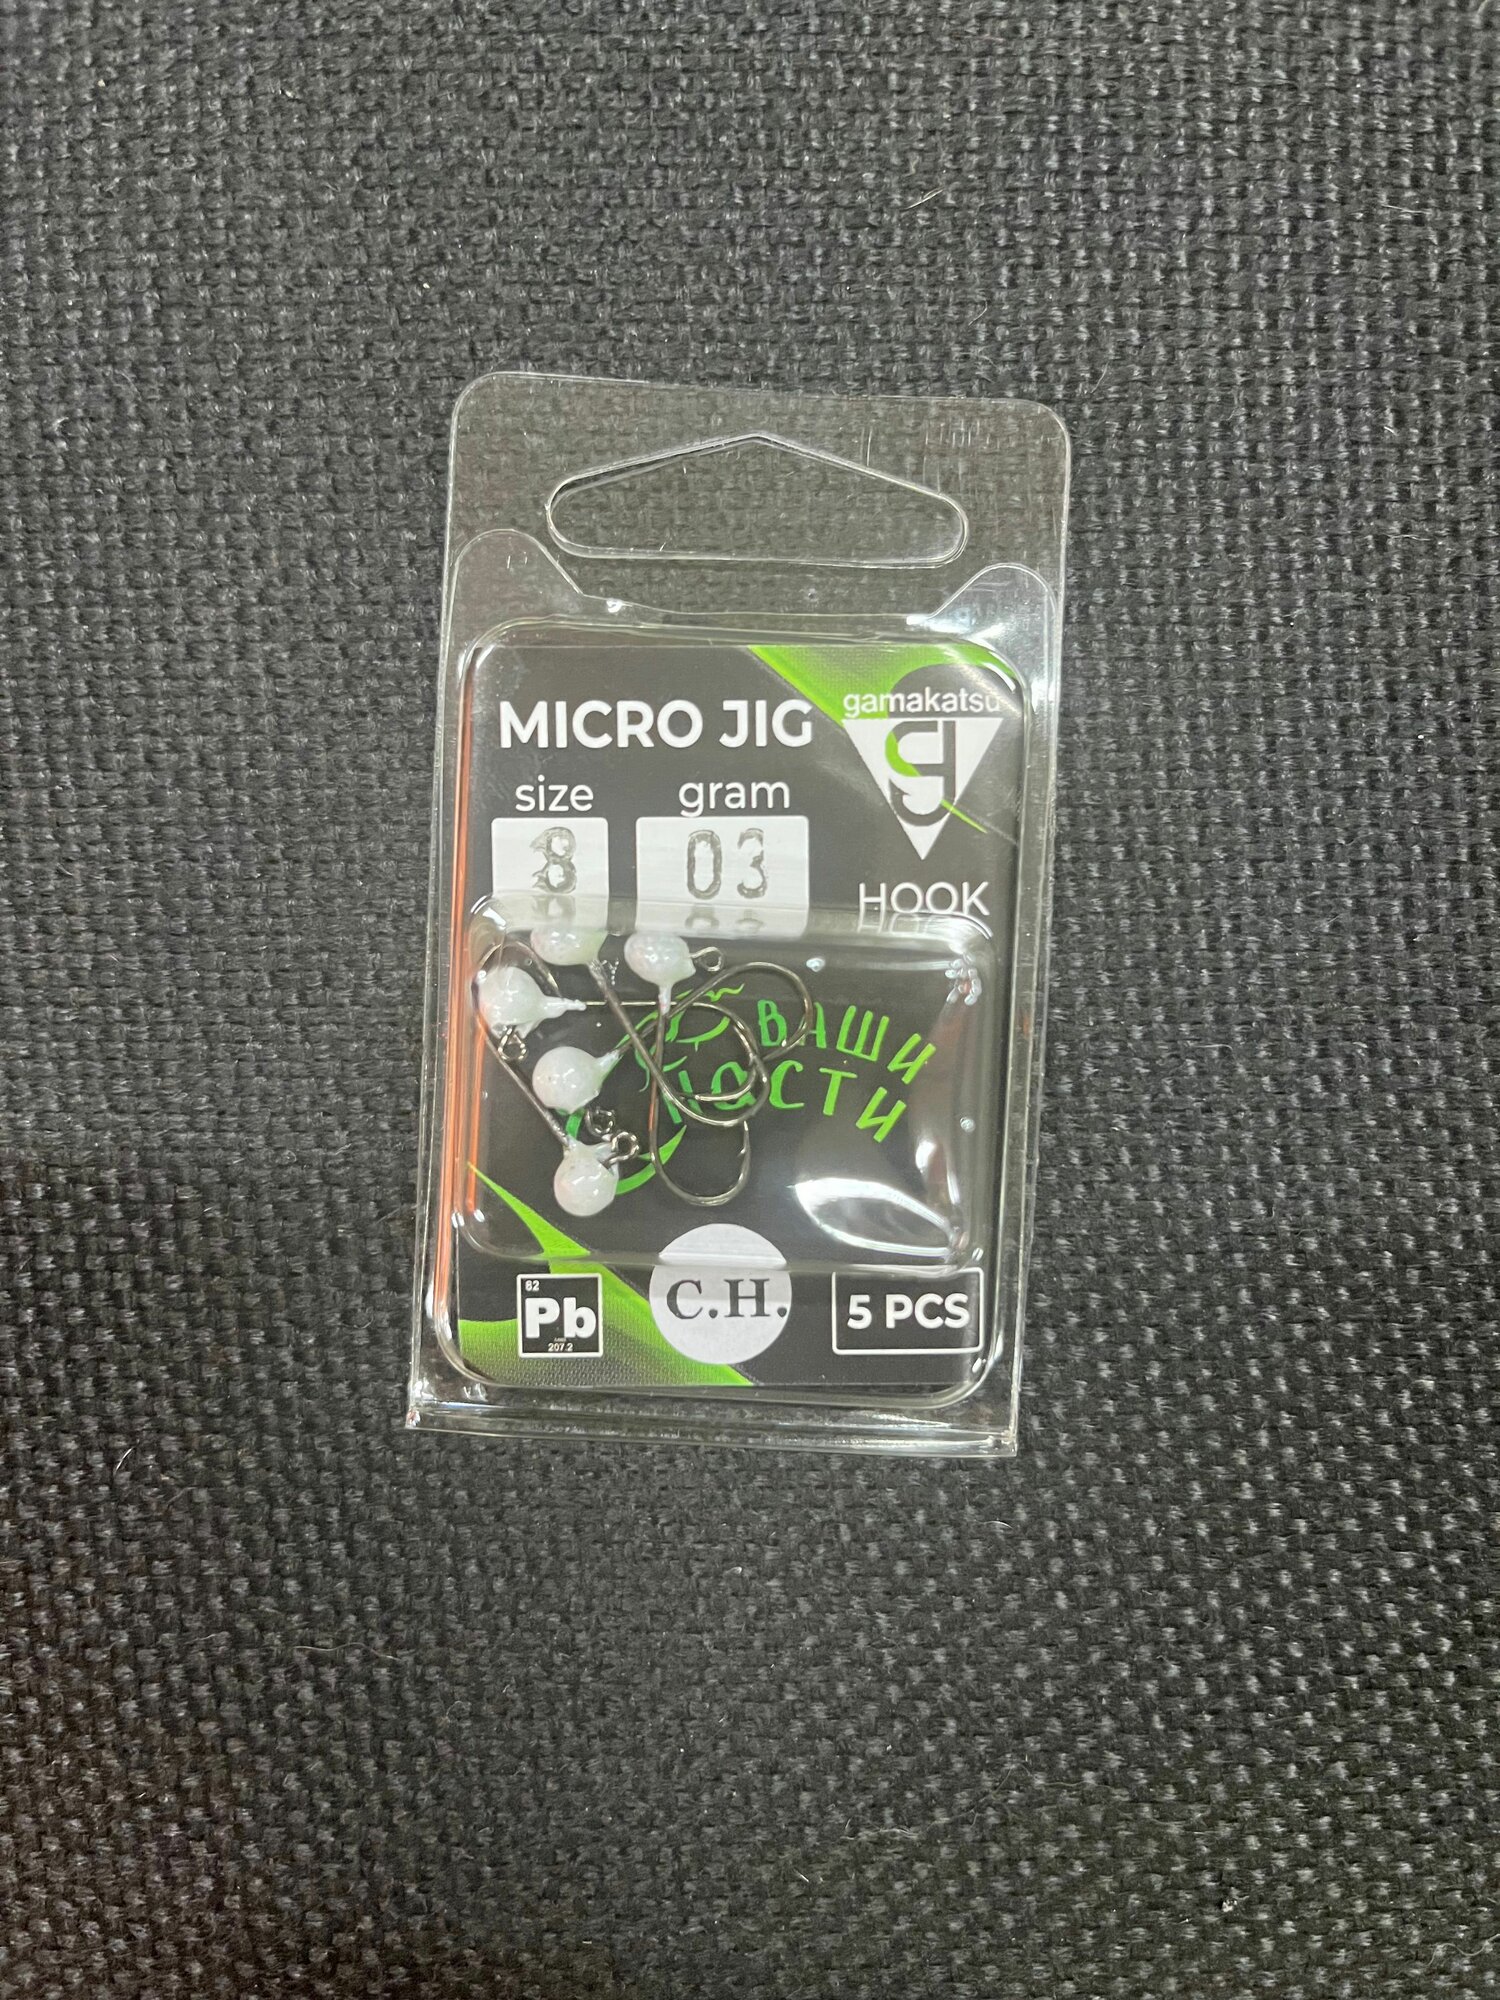 MICRO JIG
gamakatsu
size gram
8 03
HOOK
ВАШИ
СНАСТИ
82
Pb
207.2
C.H.
5 PCS